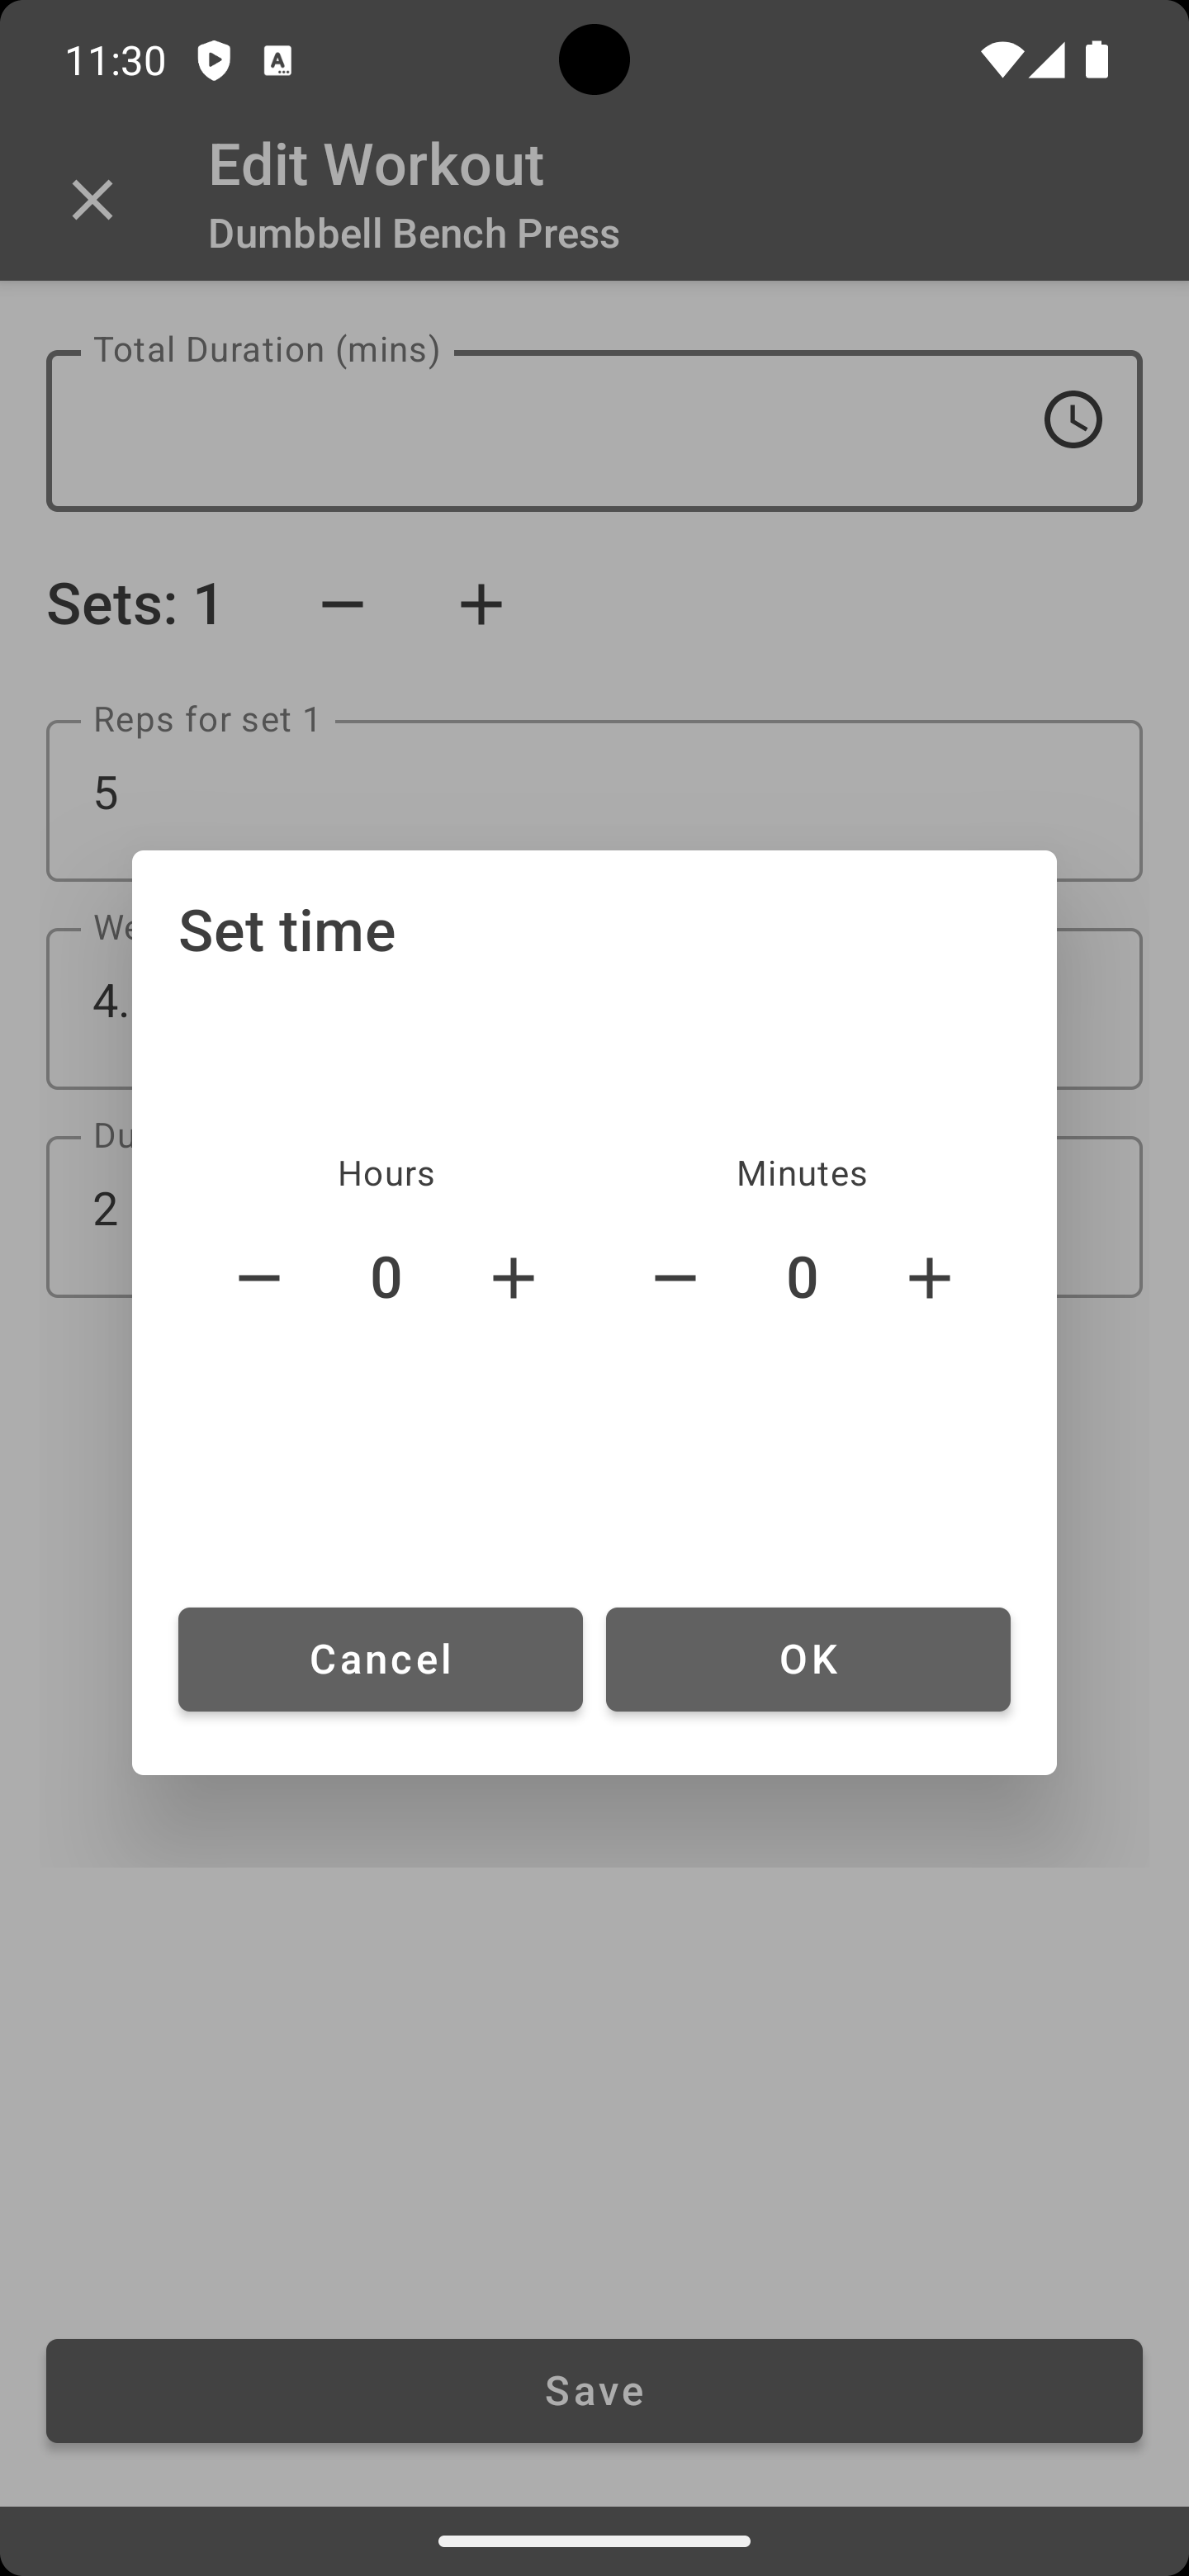 11:30
Edit Workout
Dumbbell Bench Press
Total Duration (mins)
Sets: 1
Reps for set 1
5
We
4.
Du
2
Set time
Hours
Minutes
0
0
Cancel
OK
Save